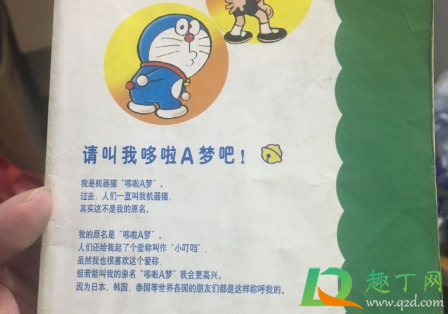 请叫我哆啦A梦吧!
我是机器猫“哆啦A梦”。
过去,人们一直叫我机器猫,
其实这不是我的原名。
我的原名是“哆啦A梦”。
人们还给我起了个爱称叫作“小叮哨”,
虽然我也很喜欢这个爱称,
但若能叫我的原名“哆啦A梦”我会更高兴。
因为日本、韩国、泰国等世界各国的朋友们都是这样称呼我的。
趣丁网
www.q2d.com